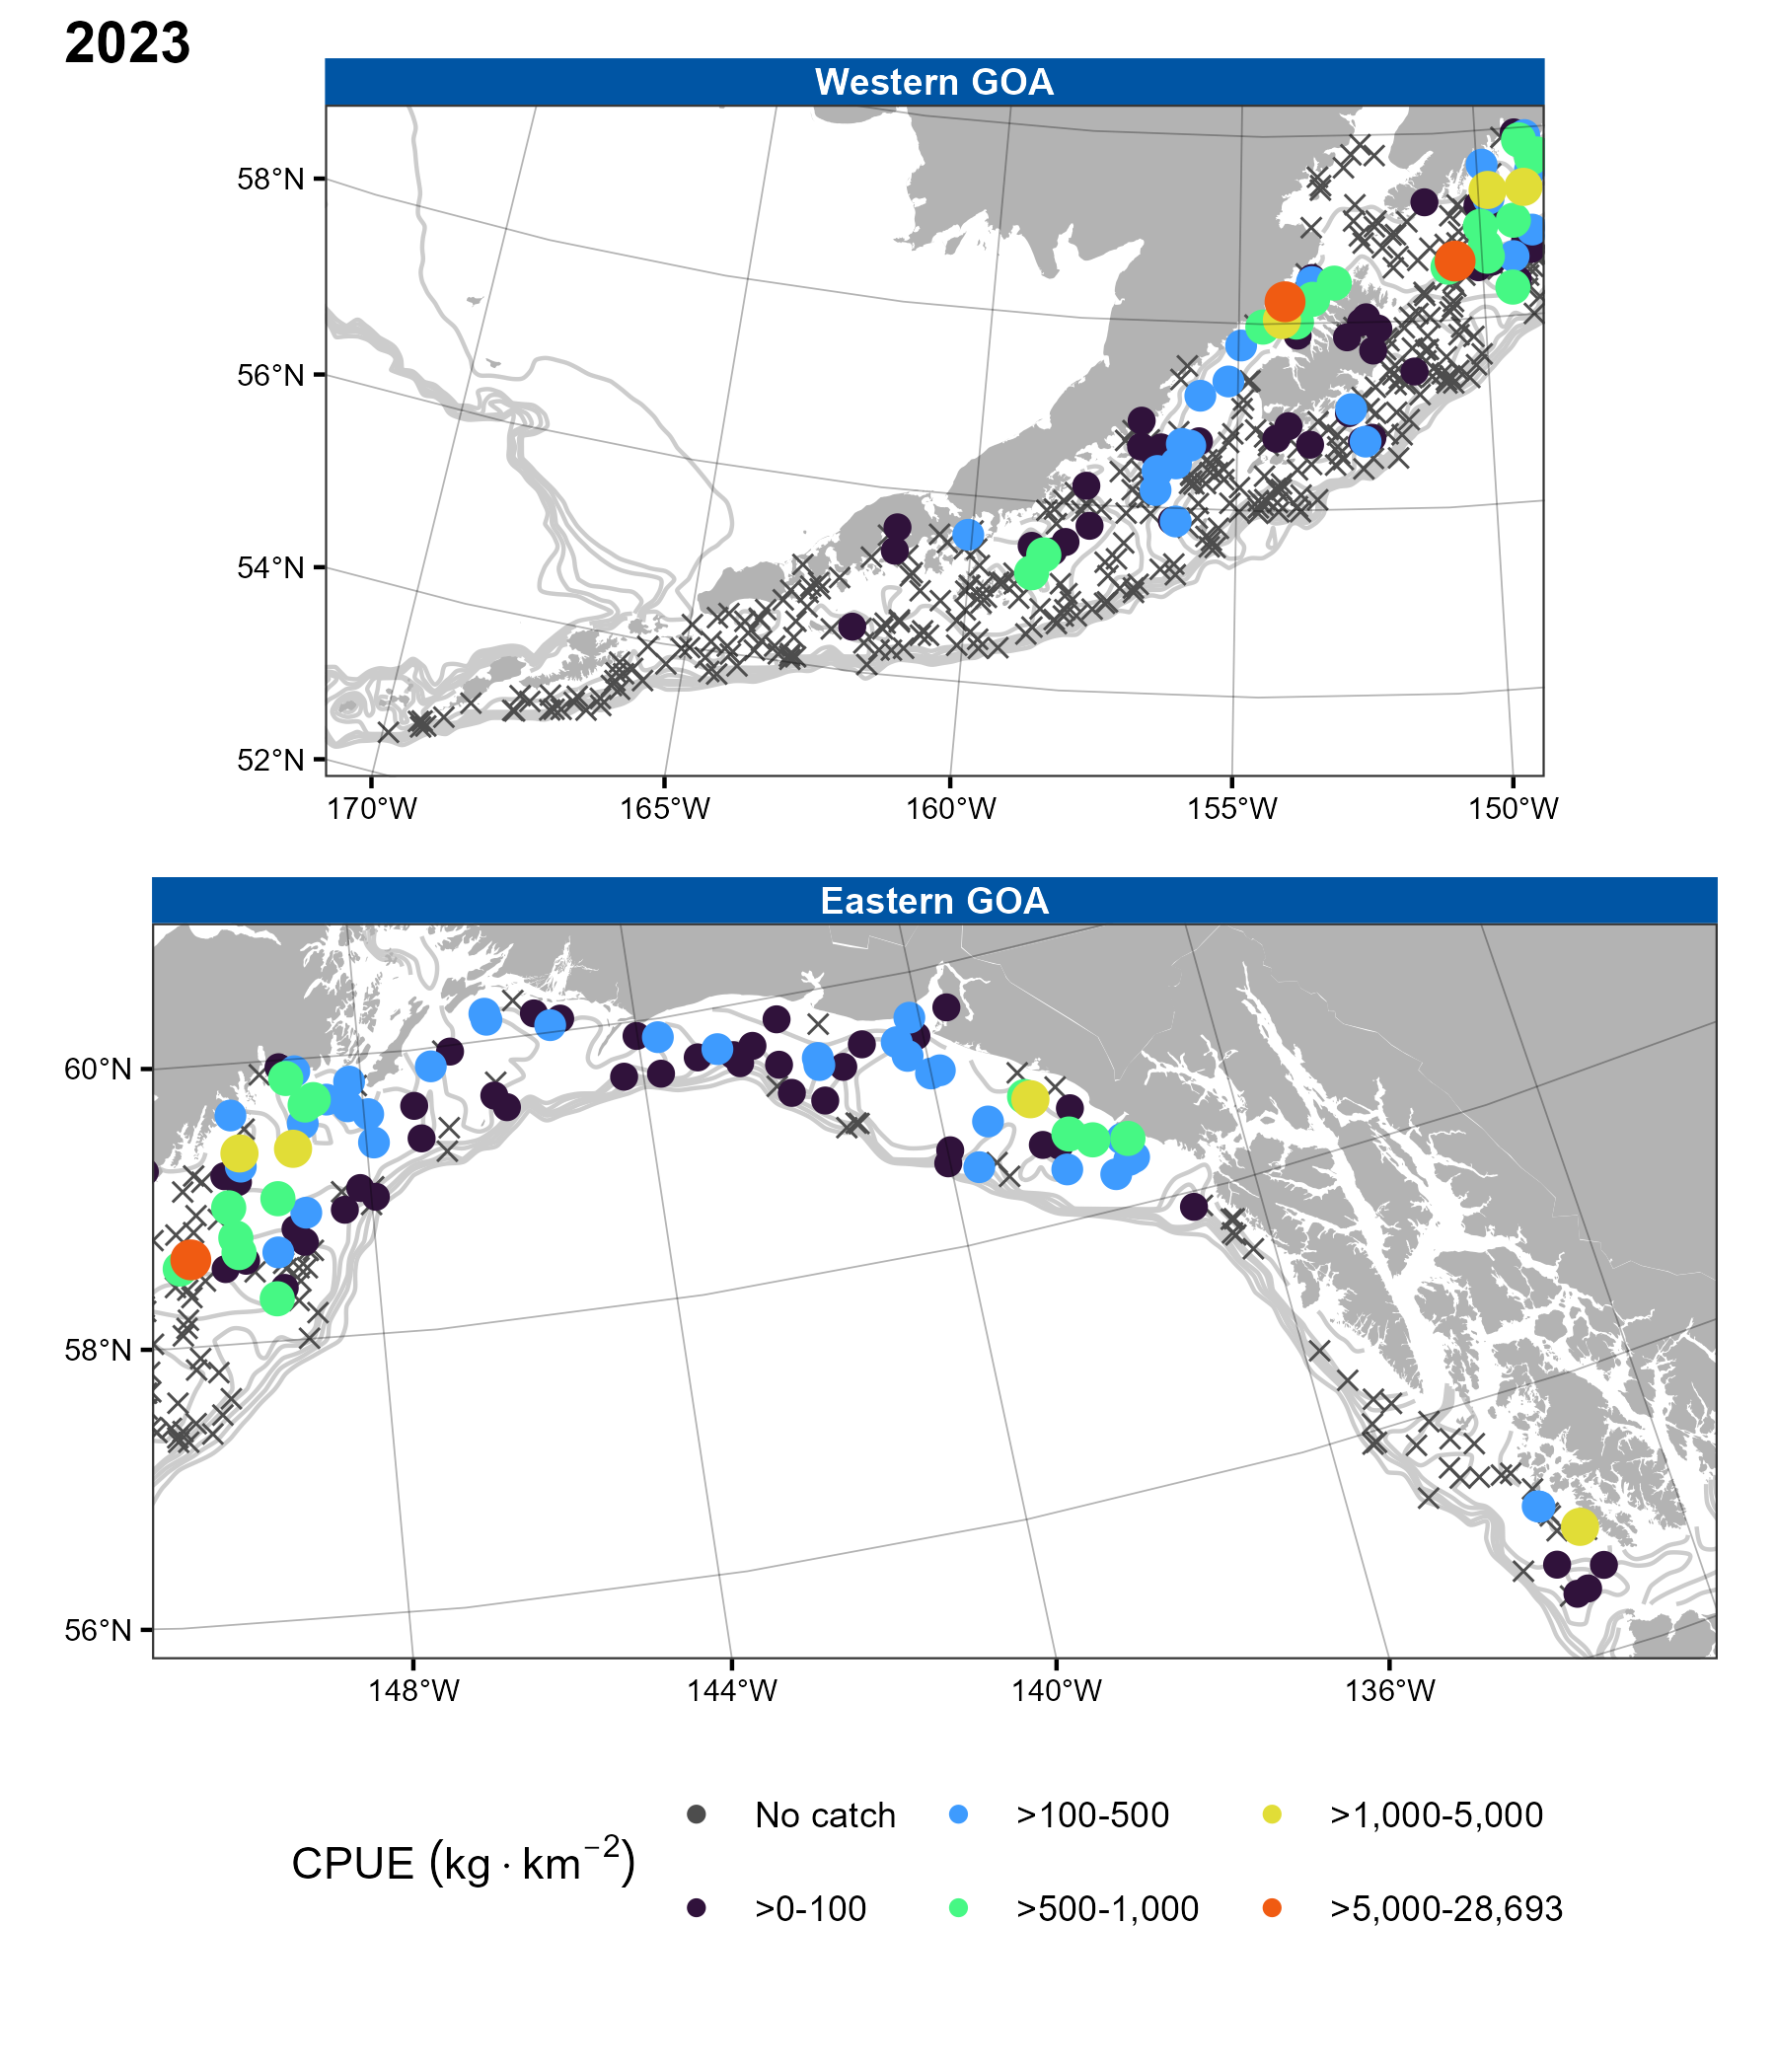 2023
Western GOA
58°N
56°N
54°N
52°N
170°W 165°W 160°W 155°W 150°W
Eastern GOA
60°N
58°N
56°N
148°W 144°W 140°W 136°W
CPUE (kg · km⁻²)
No catch >100-500 >1,000-5,000
>0-100 >500-1,000 >5,000-28,693